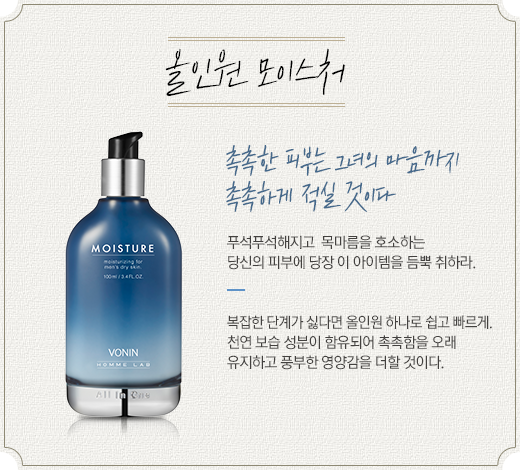 올인원 모이스처
촉촉한 피부는 그녀의 마음까지
촉촉하게 적실 것이다
푸석푸석해지고 목마름을 호소하는
당신의 피부에 당장 이 아이템을 듬뿍 취하라.
복잡한 단계가 싫다면 올인원 하나로 쉽고 빠르게.
천연 보습 성분이 함유되어 촉촉함을 오래
유지하고 풍부한 영양감을 더할 것이다.
MOISTURE
moisturizing for
men's dry skin
100ml / 3.4 FL.OZ.
VONIN
HOMME LAB
All in One